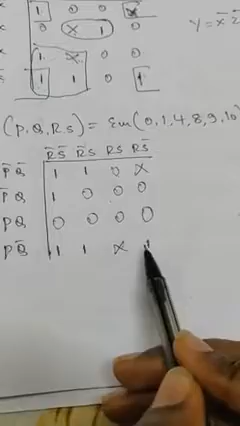 1 0 0 x
x 1 0
1 x 0 0
1 1 0 1
y = x̄ z
(P,Q,R,S) = Σm(0,1,4,8,9,10
R̄S̄ R̄S RS RS̄
P̄Q̄ 1 1 0 x
P̄Q 1 0 0 0
PQ 0 0 0 0
PQ̄ 1 1 x 1